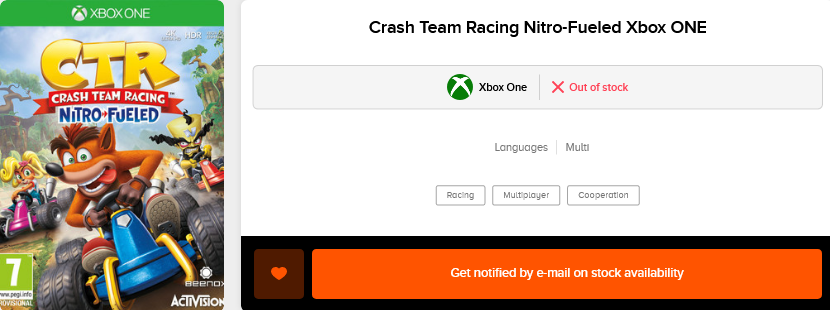 XBOX ONE
4K HDR
CTR
CRASH TEAM RACING™
NITRO-FUELED
7
www.pegi.info
PROVISIONAL
BEENOX
ACTIVISION
Crash Team Racing Nitro-Fueled Xbox ONE
Xbox One
Out of stock
Languages
Multi
Racing
Multiplayer
Cooperation
Get notified by e-mail on stock availability